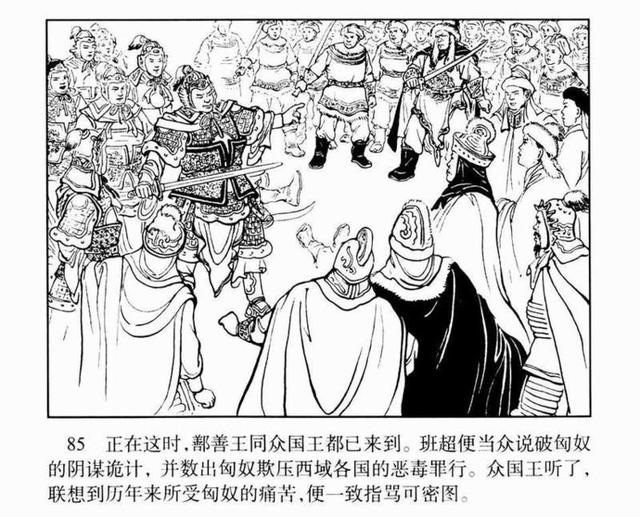 85 正在这时，鄯善王同众国王都已来到。班超便当众说破匈奴
的阴谋诡计，并数出匈奴欺压西域各国的恶毒罪行。众国王听了，
联想到历年来所受匈奴的痛苦，便一致指骂可密图。